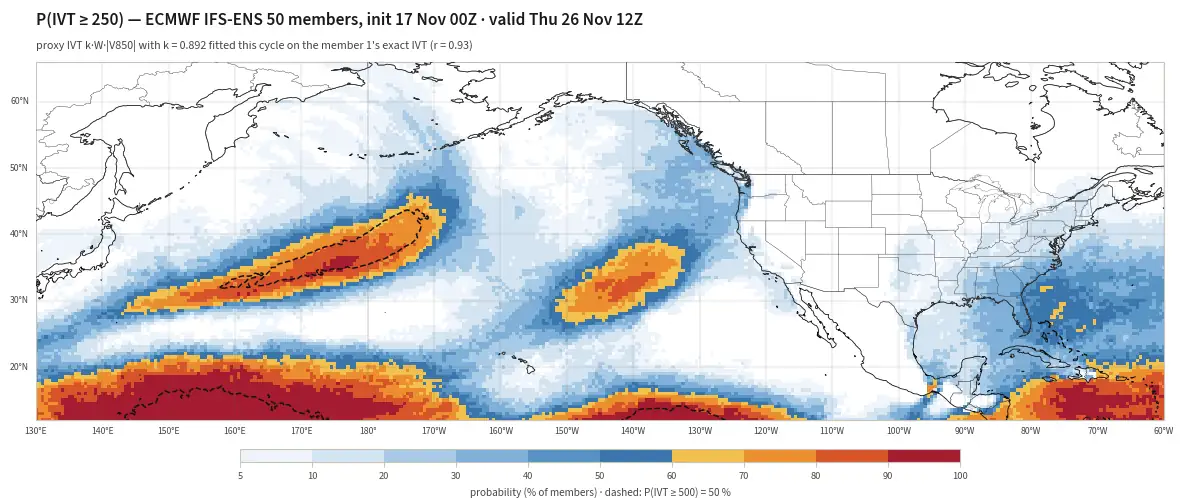 P(IVT ≥ 250) — ECMWF IFS-ENS 50 members, init 17 Nov 00Z · valid Thu 26 Nov 12Z
proxy IVT k·W·|V850| with k = 0.892 fitted this cycle on the member 1's exact IVT (r = 0.93)
60°N
50°N
40°N
30°N
20°N
130°E 140°E 150°E 160°E 170°E 180° 170°W 160°W 150°W 140°W 130°W 120°W 110°W 100°W 90°W 80°W 70°W 60°W
5 10 20 30 40 50 60 70 80 90 100
probability (% of members) · dashed: P(IVT ≥ 500) = 50 %